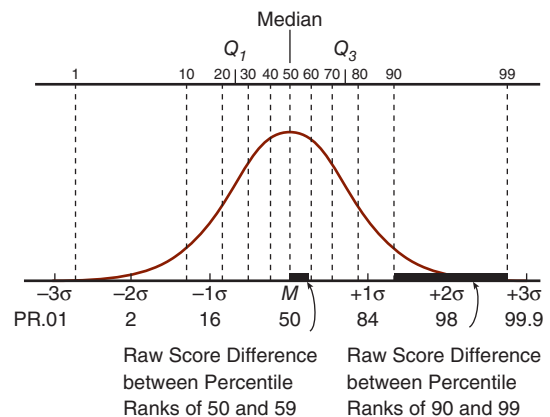 Median
Q1 Q3
1 10 20 30 40 50 60 70 80 90 99
−3σ −2σ −1σ M +1σ +2σ +3σ
PR.01 2 16 50 84 98 99.9
Raw Score Difference
between Percentile
Ranks of 50 and 59
Raw Score Difference
between Percentile
Ranks of 90 and 99